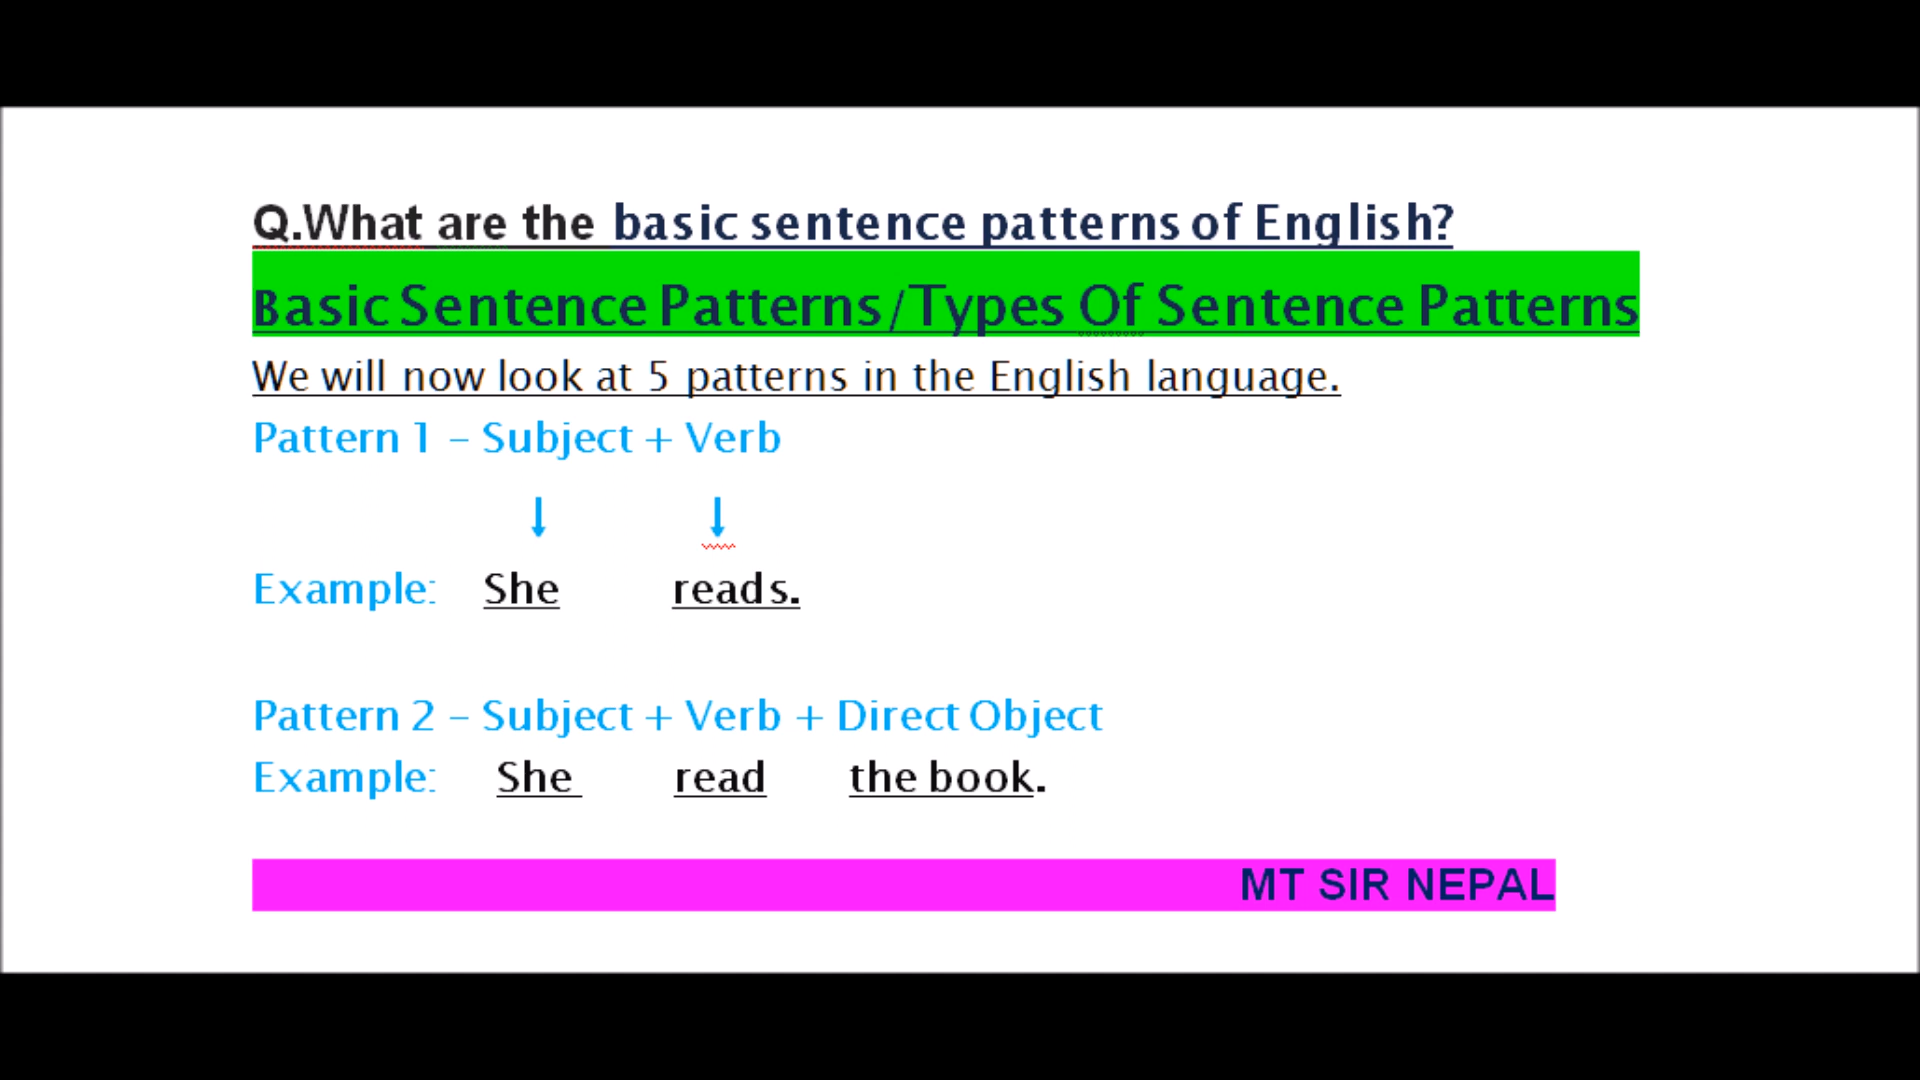 Q.What are the basic sentence patterns of English?
Basic Sentence Patterns/Types Of Sentence Patterns
We will now look at 5 patterns in the English language.
Pattern 1 – Subject + Verb
↓ ↓
Example: She reads.
Pattern 2 – Subject + Verb + Direct Object
Example: She read the book.
MT SIR NEPAL